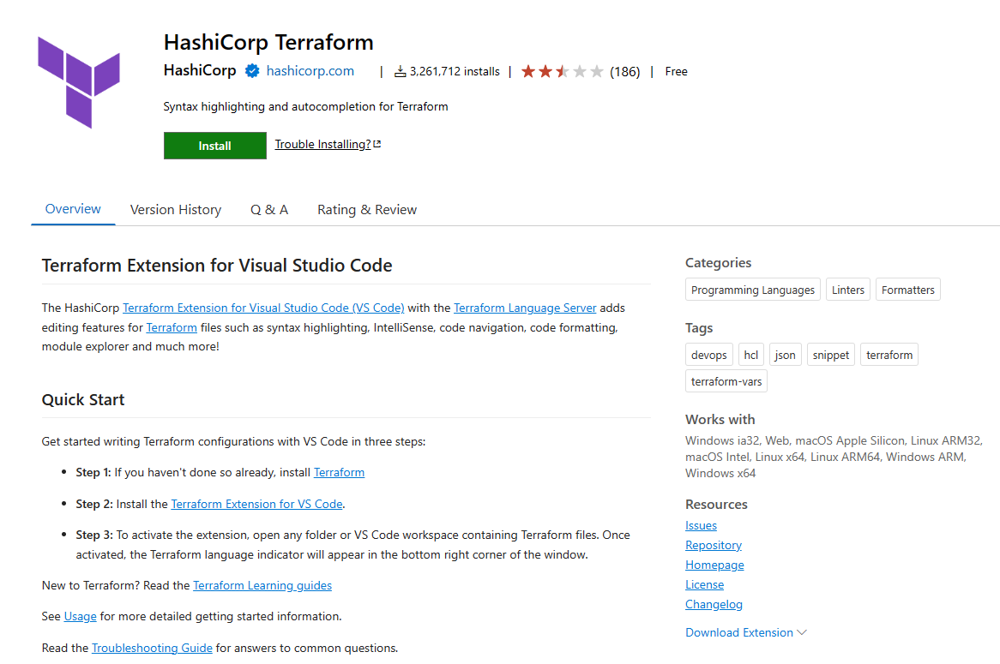 HashiCorp Terraform
HashiCorp hashicorp.com | 3,261,712 installs | (186) | Free
Syntax highlighting and autocompletion for Terraform
Install Trouble Installing?
Overview Version History Q & A Rating & Review
Terraform Extension for Visual Studio Code
The HashiCorp Terraform Extension for Visual Studio Code (VS Code) with the Terraform Language Server adds
editing features for Terraform files such as syntax highlighting, IntelliSense, code navigation, code formatting,
module explorer and much more!
Quick Start
Get started writing Terraform configurations with VS Code in three steps:
• Step 1: If you haven't done so already, install Terraform
• Step 2: Install the Terraform Extension for VS Code.
• Step 3: To activate the extension, open any folder or VS Code workspace containing Terraform files. Once
activated, the Terraform language indicator will appear in the bottom right corner of the window.
New to Terraform? Read the Terraform Learning guides
See Usage for more detailed getting started information.
Read the Troubleshooting Guide for answers to common questions.
Categories
Programming Languages Linters Formatters
Tags
devops hcl json snippet terraform
terraform-vars
Works with
Windows ia32, Web, macOS Apple Silicon, Linux ARM32,
macOS Intel, Linux x64, Linux ARM64, Windows ARM,
Windows x64
Resources
Issues
Repository
Homepage
License
Changelog
Download Extension